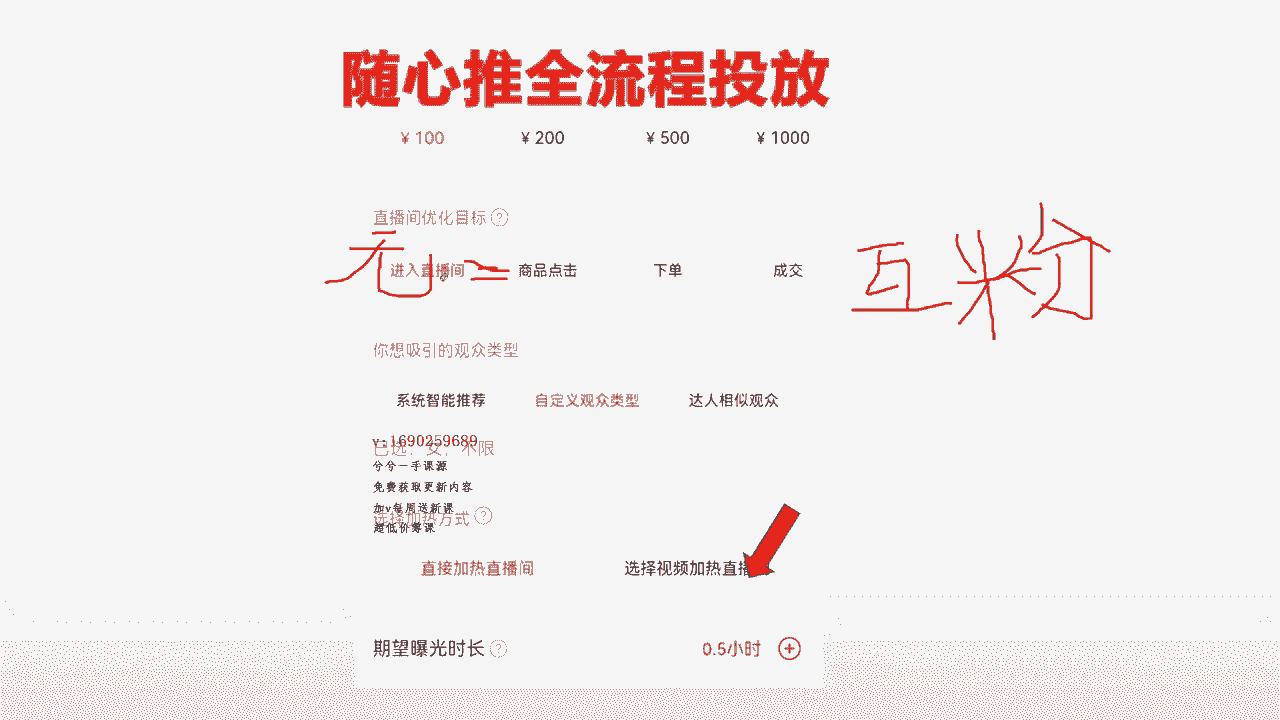 随心推全流程投放
¥ 100 ¥ 200 ¥ 500 ¥ 1000
直播间优化目标 ?
进入直播间 商品点击 下单 成交
无 = 互粉
你想吸引的观众类型
系统智能推荐 自定义观众类型 达人相似观众
v:1690259689
已选：女，不限
兮兮一手课源
免费获取更新内容
加v每周送新课
选择加热方式 ?
超低价筹课
直接加热直播间 选择视频加热直播
期望曝光时长 ? 0.5小时 +